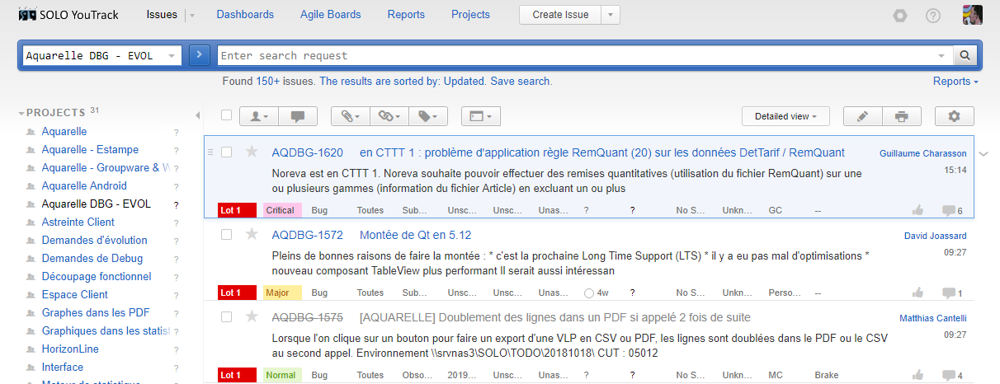 SOLO YouTrack Issues Dashboards Agile Boards Reports Projects Create Issue
Aquarelle DBG - EVOL Enter search request
Found 150+ issues. The results are sorted by: Updated. Save search. Reports
PROJECTS 31
Detailed view
Aquarelle ?
Aquarelle - Estampe ?
Aquarelle - Groupware & W ?
Aquarelle Android ?
Aquarelle DBG - EVOL ?
Astreinte Client ?
Demandes d'évolution ?
Demandes de Debug ?
Découpage fonctionnel ?
Espace Client ?
Graphes dans les PDF ?
Graphiques dans les statis ?
HorizonLine ?
Interface ?
AQDBG-1620 en CTTT 1 : problème d'application règle RemQuant (20) sur les données DetTarif / RemQuant Guillaume Charasson
15:14
Noreva est en CTTT 1. Noreva souhaite pouvoir effectuer des remises quantitatives (utilisation du fichier RemQuant) sur une
ou plusieurs gammes (information du fichier Article) en excluant un ou plus
Lot 1 Critical Bug Toutes Sub... Unsc... Unsc... Unas... ? ? No S... Unkn... GC -- 6
AQDBG-1572 Montée de Qt en 5.12 David Joassard
09:27
Pleins de bonnes raisons de faire la montée : * c'est la prochaine Long Time Support (LTS) * il y a eu pas mal d'optimisations *
nouveau composant TableView plus performant Il serait aussi intéressan
Lot 1 Major Bug Toutes Sub... Unsc... Unsc... Unas... 4w ? No S... Unkn... Perso... -- 1
AQDBG-1575 [AQUARELLE] Doublement des lignes dans un PDF si appelé 2 fois de suite Matthias Cantelli
09:27
Lorsque l'on clique sur un bouton pour faire un export d'une VLP en CSV ou PDF, les lignes sont doublées dans le PDF ou le CSV
au second appel. Environnement \\srvnas3\SOLO\TODO\20181018\ CUT : 05012
Lot 1 Normal Bug Toutes Obso... 2019... Unsc... Unas... ? ? No S... Unkn... MC Brake 4